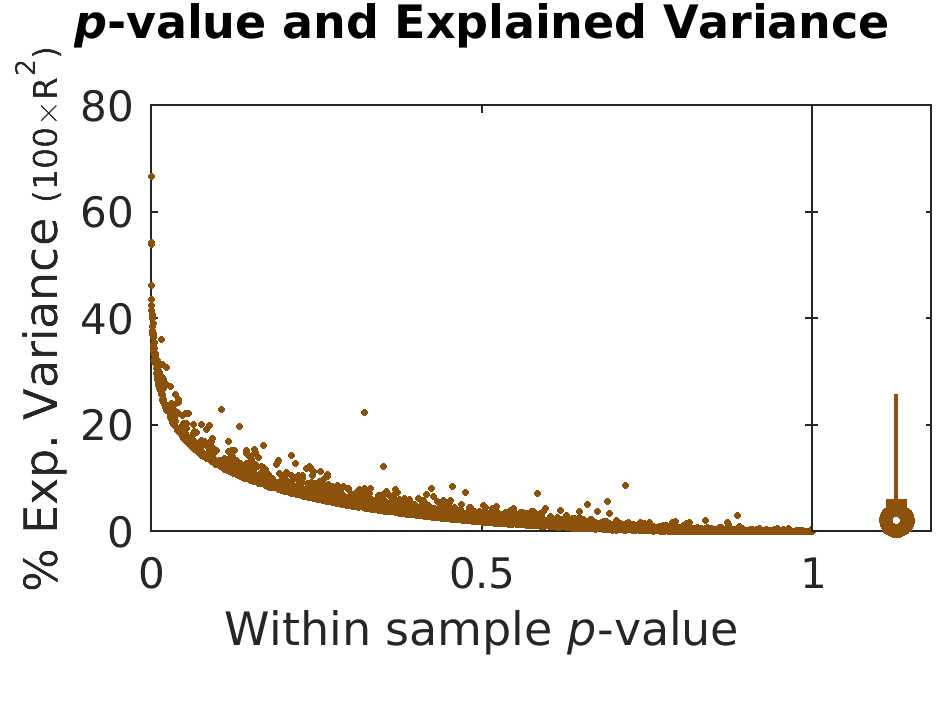 p-value and Explained Variance
% Exp. Variance (100×R²)
80
60
40
20
0
0 0.5 1
Within sample p-value